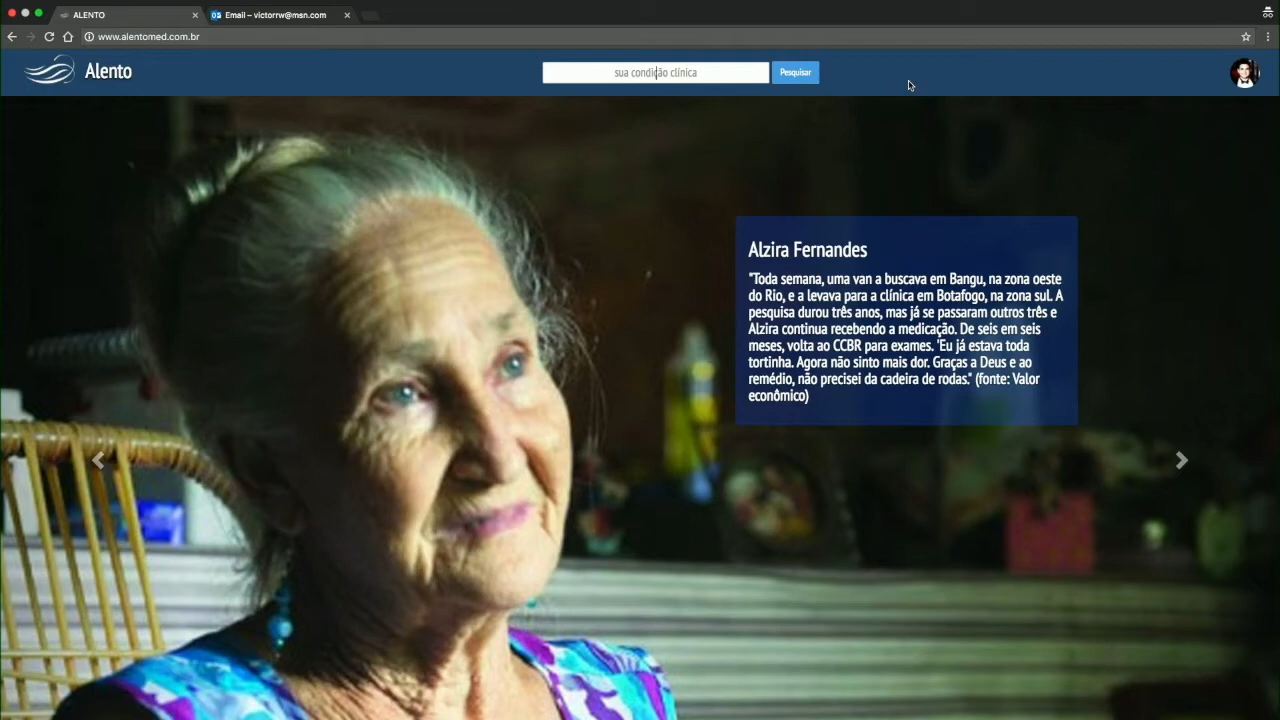 ALENTO
Email – victorrw@msn.com
www.alentomed.com.br
Alento
sua condição clínica
Pesquisar
Alzira Fernandes
"Toda semana, uma van a buscava em Bangu, na zona oeste
do Rio, e a levava para a clínica em Botafogo, na zona sul. A
pesquisa durou três anos, mas já se passaram outros três e
Alzira continua recebendo a medicação. De seis em seis
meses, volta ao CCBR para exames. 'Eu já estava toda
tortinha. Agora não sinto mais dor. Graças a Deus e ao
remédio, não precisei da cadeira de rodas." (fonte: Valor
econômico)